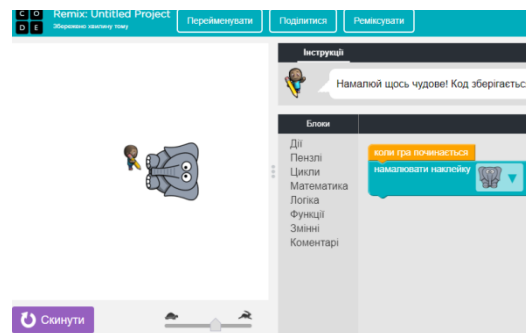 C O
D E
Remix: Untitled Project
Збережено хвилину тому
Перейменувати
Поділитися
Реміксувати
Інструкції
Намалюй щось чудове! Код зберігаєтьс
Блоки
Дії
Пензлі
Цикли
Математика
Логіка
Функції
Змінні
Коментарі
коли гра починається
намалювати наклейку
Скинути